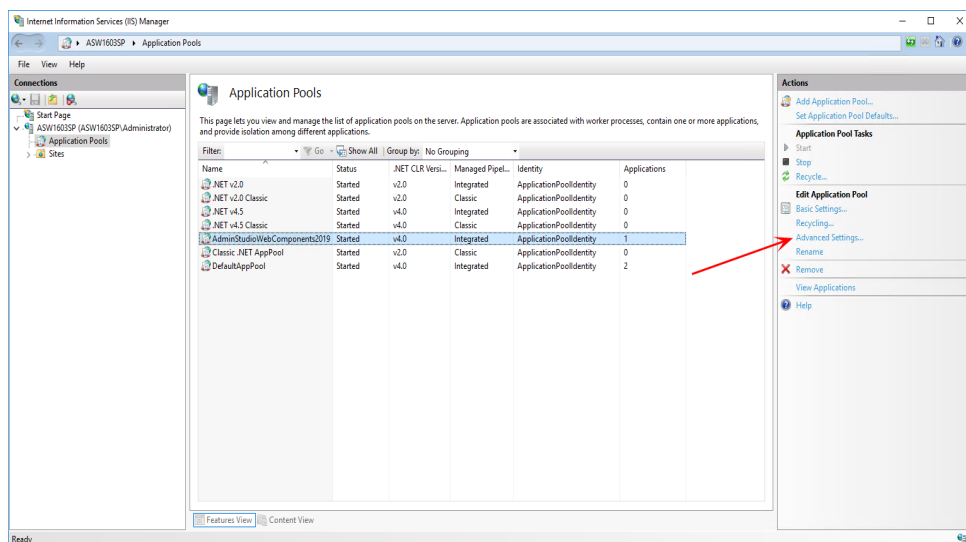 Internet Information Services (IIS) Manager
ASW1603SP Application Pools
File View Help
Connections
Start Page
ASW1603SP (ASW1603SP\Administrator)
Application Pools
Sites
Application Pools
This page lets you view and manage the list of application pools on the server. Application pools are associated with worker processes, contain one or more applications,
and provide isolation among different applications.
Filter: Go Show All Group by: No Grouping
Name Status .NET CLR Versi... Managed Pipel... Identity Applications
.NET v2.0 Started v2.0 Integrated ApplicationPoolIdentity 0
.NET v2.0 Classic Started v2.0 Classic ApplicationPoolIdentity 0
.NET v4.5 Started v4.0 Integrated ApplicationPoolIdentity 0
.NET v4.5 Classic Started v4.0 Classic ApplicationPoolIdentity 0
AdminStudioWebComponents2019 Started v4.0 Integrated ApplicationPoolIdentity 1
Classic .NET AppPool Started v2.0 Classic ApplicationPoolIdentity 0
DefaultAppPool Started v4.0 Integrated ApplicationPoolIdentity 2
Features View Content View
Actions
Add Application Pool...
Set Application Pool Defaults...
Application Pool Tasks
Start
Stop
Recycle...
Edit Application Pool
Basic Settings...
Recycling...
Advanced Settings...
Rename
Remove
View Applications
Help
Ready